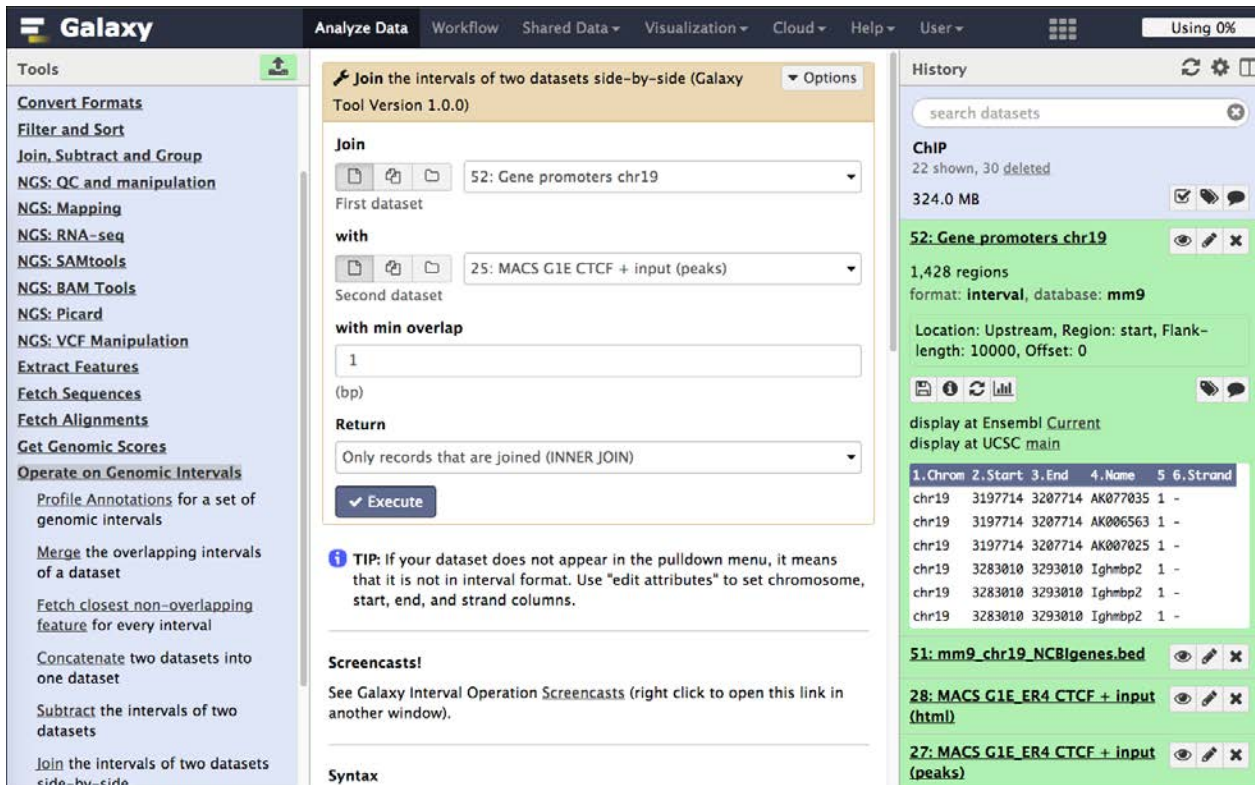 Galaxy
Analyze Data Workflow Shared Data Visualization Cloud Help User Using 0%
Tools
Convert Formats
Filter and Sort
Join, Subtract and Group
NGS: QC and manipulation
NGS: Mapping
NGS: RNA-seq
NGS: SAMtools
NGS: BAM Tools
NGS: Picard
NGS: VCF Manipulation
Extract Features
Fetch Sequences
Fetch Alignments
Get Genomic Scores
Operate on Genomic Intervals
Profile Annotations for a set of
genomic intervals
Merge the overlapping intervals
of a dataset
Fetch closest non-overlapping
feature for every interval
Concatenate two datasets into
one dataset
Subtract the intervals of two
datasets
Join the intervals of two datasets
side-by-side
Join the intervals of two datasets side-by-side (Galaxy
Tool Version 1.0.0)
Options
Join
52: Gene promoters chr19
First dataset
with
25: MACS G1E CTCF + input (peaks)
Second dataset
with min overlap
1
(bp)
Return
Only records that are joined (INNER JOIN)
Execute
TIP: If your dataset does not appear in the pulldown menu, it means
that it is not in interval format. Use "edit attributes" to set chromosome,
start, end, and strand columns.
Screencasts!
See Galaxy Interval Operation Screencasts (right click to open this link in
another window).
Syntax
History
search datasets
ChIP
22 shown, 30 deleted
324.0 MB
52: Gene promoters chr19
1,428 regions
format: interval, database: mm9
Location: Upstream, Region: start, Flank-
length: 10000, Offset: 0
display at Ensembl Current
display at UCSC main
1.Chrom 2.Start 3.End 4.Name 5 6.Strand
chr19 3197714 3207714 AK077035 1 -
chr19 3197714 3207714 AK006563 1 -
chr19 3197714 3207714 AK007025 1 -
chr19 3283010 3293010 Ighmbp2 1 -
chr19 3283010 3293010 Ighmbp2 1 -
chr19 3283010 3293010 Ighmbp2 1 -
51: mm9_chr19_NCBIgenes.bed
28: MACS G1E_ER4 CTCF + input
(html)
27: MACS G1E_ER4 CTCF + input
(peaks)